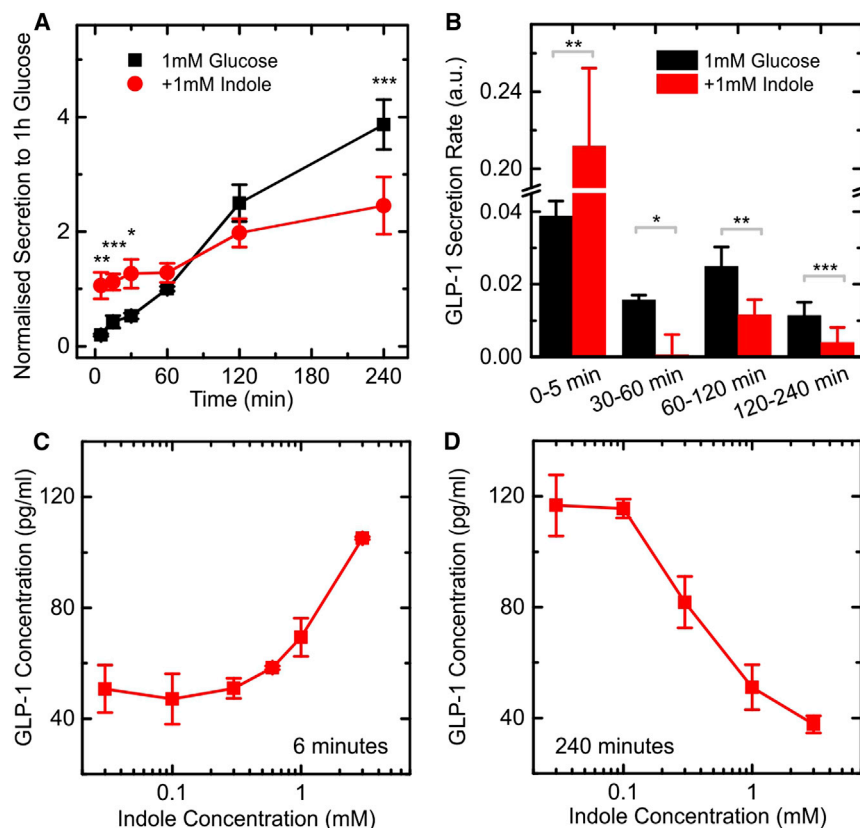 A
Normalised Secretion to 1h Glucose
4
2
0
1mM Glucose
+1mM Indole
**
***
*
***
0 60 120 180 240
Time (min)
B
GLP-1 Secretion Rate (a.u.)
0.24
0.20
0.04
0.02
0.00
1mM Glucose
+1mM Indole
**
*
**
***
0-5 min
30-60 min
60-120 min
120-240 min
C
GLP-1 Concentration (pg/ml)
120
80
40
6 minutes
0.1 1
Indole Concentration (mM)
D
GLP-1 Concentration (pg/ml)
120
80
40
240 minutes
0.1 1
Indole Concentration (mM)